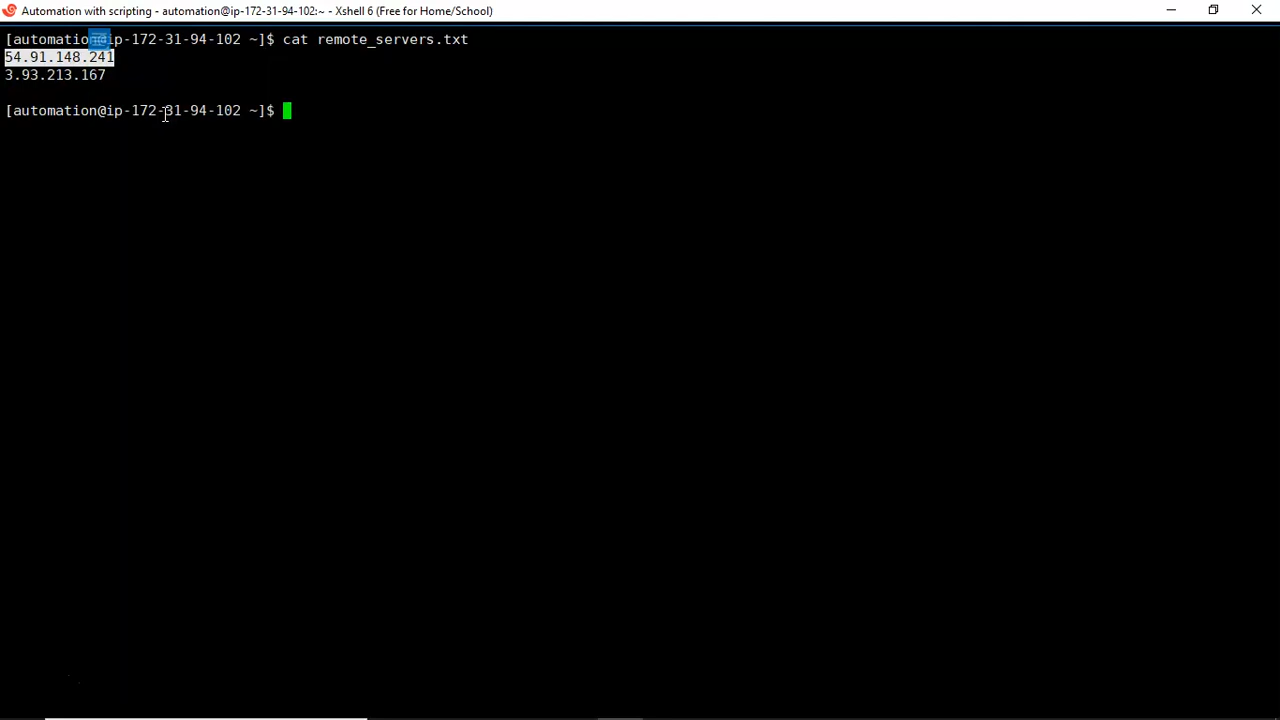 Automation with scripting - automation@ip-172-31-94-102:~ - Xshell 6 (Free for Home/School)
[automation@ip-172-31-94-102 ~]$ cat remote_servers.txt
54.91.148.241
3.93.213.167
[automation@ip-172-31-94-102 ~]$